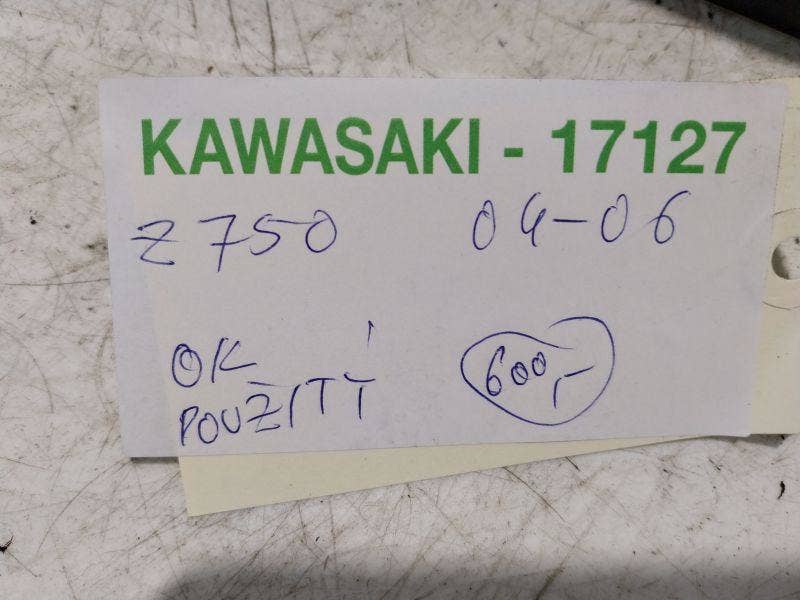 KAWASAKI - 17127
Z750 04-06
OK
POUŽITÝ
600,-